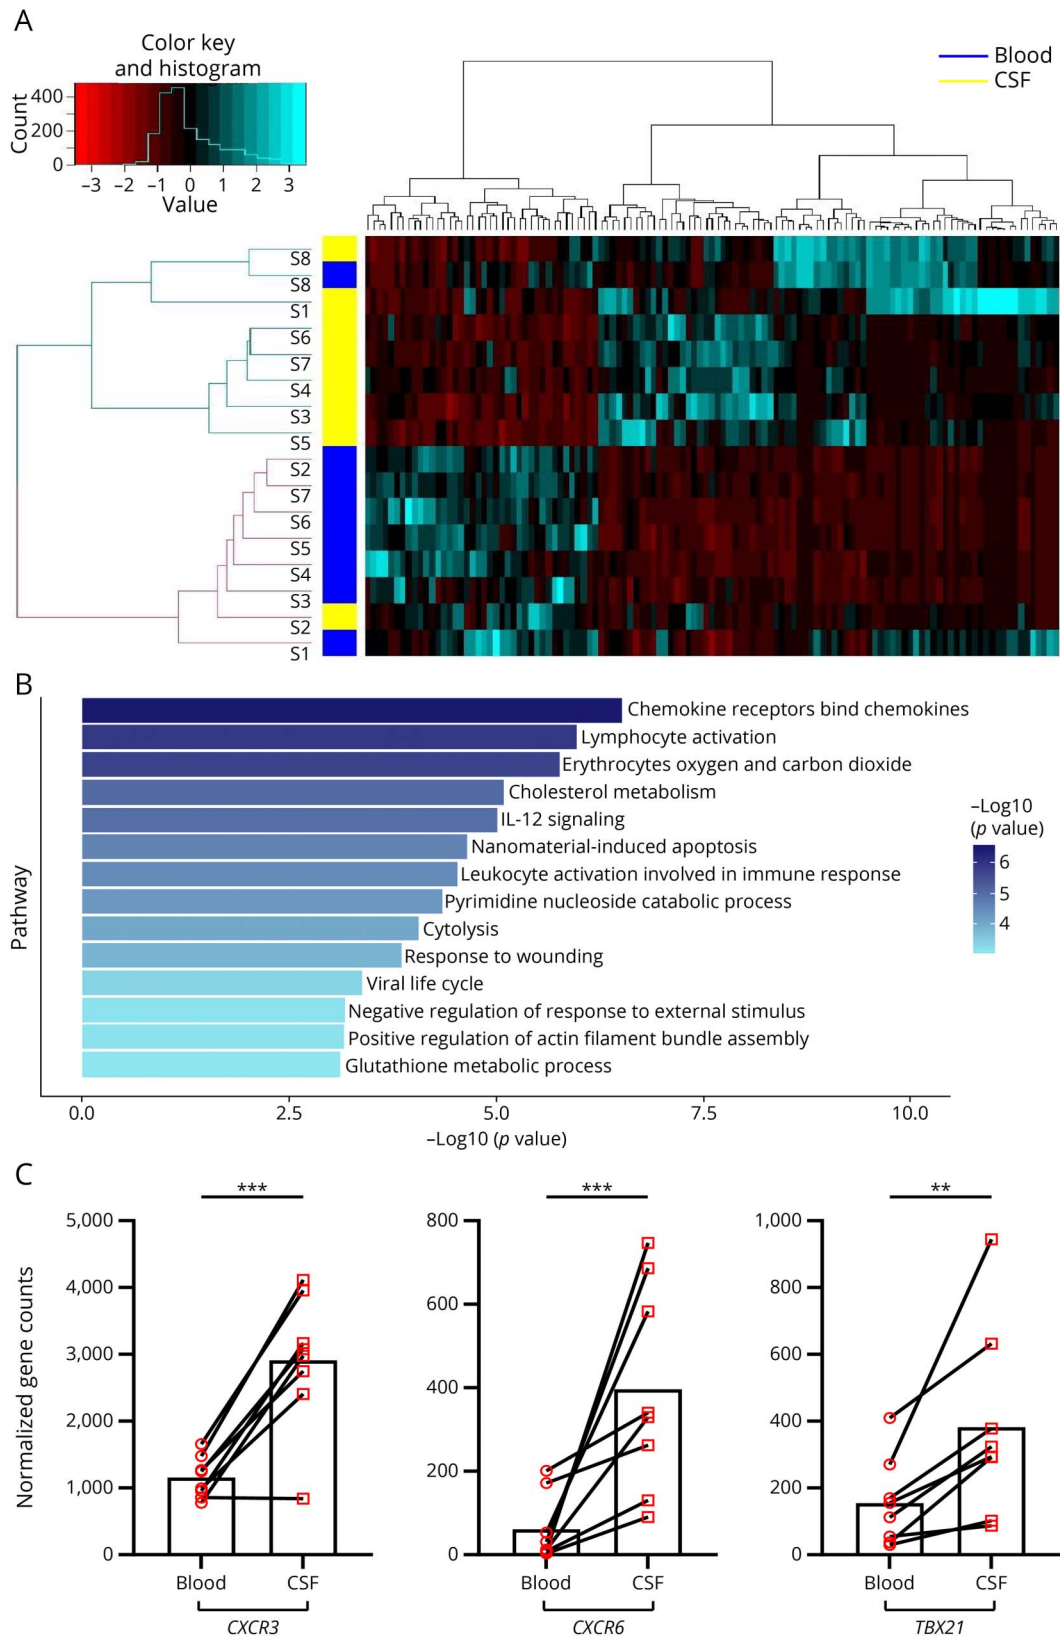 A
Color key
and histogram
Count
400
200
0
–3 –2 –1 0 1 2 3
Value
Blood
CSF
S8
S8
S1
S6
S7
S4
S3
S5
S2
S7
S6
S5
S4
S3
S2
S1
B
Pathway
Chemokine receptors bind chemokines
Lymphocyte activation
Erythrocytes oxygen and carbon dioxide
Cholesterol metabolism
IL-12 signaling
Nanomaterial-induced apoptosis
Leukocyte activation involved in immune response
Pyrimidine nucleoside catabolic process
Cytolysis
Response to wounding
Viral life cycle
Negative regulation of response to external stimulus
Positive regulation of actin filament bundle assembly
Glutathione metabolic process
0.0 2.5 5.0 7.5 10.0
–Log10 (p value)
–Log10
(p value)
6
5
4
C
Normalized gene counts
***
5,000
4,000
3,000
2,000
1,000
0
Blood CSF
CXCR3
***
800
600
400
200
0
Blood CSF
CXCR6
**
1,000
800
600
400
200
0
Blood CSF
TBX21